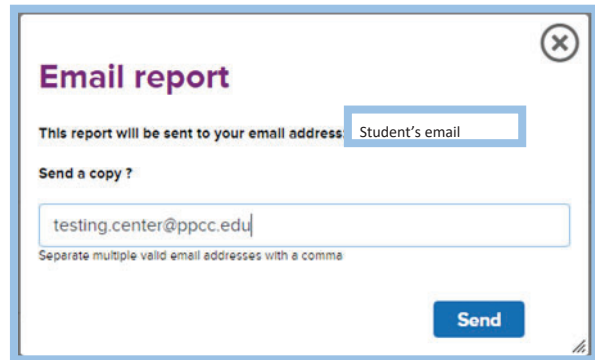 Email report
This report will be sent to your email address: Student's email
Send a copy ?
testing.center@ppcc.edu
Separate multiple valid email addresses with a comma
Send